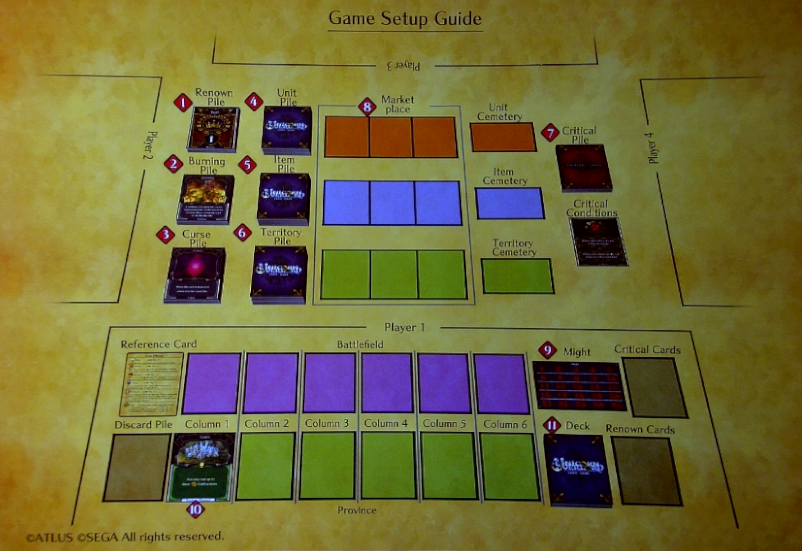 Game Setup Guide
Player 3
Player 2
Player 4
1 Renown
Pile
4 Unit
Pile
8 Market
place
Unit
Cemetery
7 Critical
Pile
2 Burning
Pile
5 Item
Pile
Item
Cemetery
Critical
Conditions
3 Curse
Pile
6 Territory
Pile
Territory
Cemetery
Player 1
Reference Card
Battlefield
9 Might
Critical Cards
Discard Pile
Column 1
Column 2
Column 3
Column 4
Column 5
Column 6
11 Deck
Renown Cards
10
Province
©ATLUS ©SEGA All rights reserved.